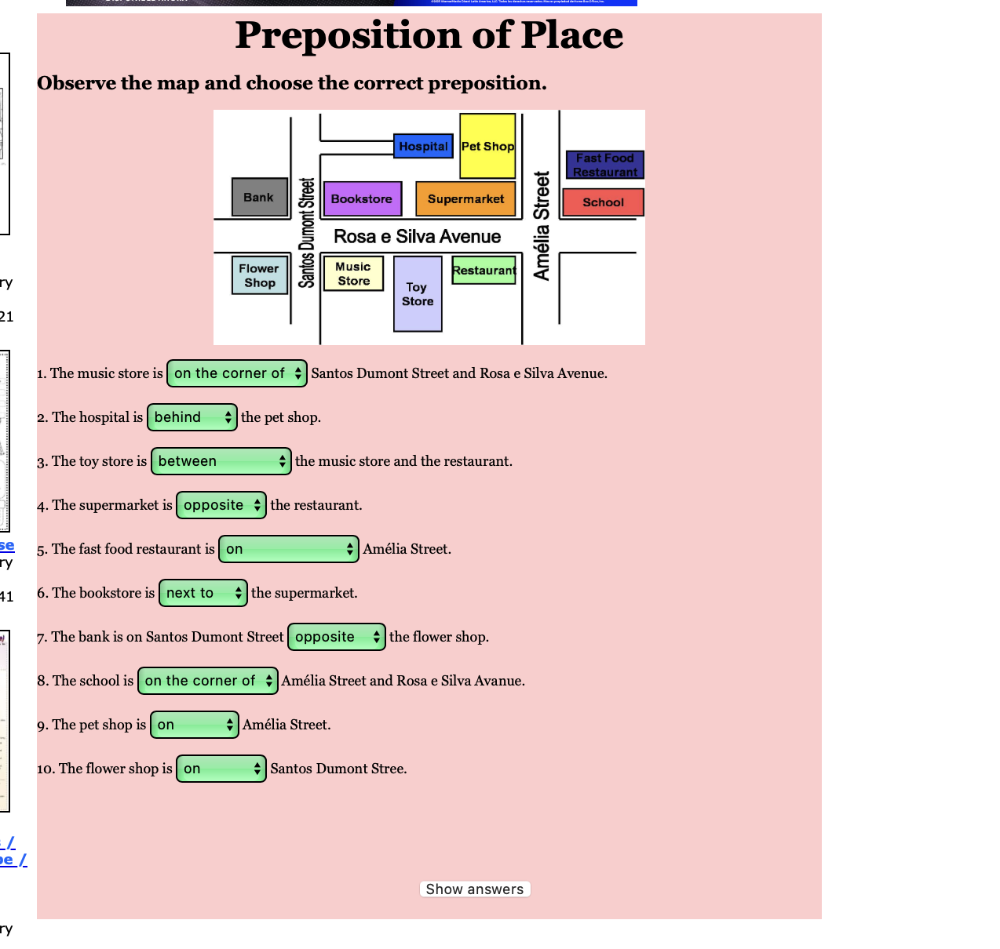 Preposition of Place
Observe the map and choose the correct preposition.
Hospital
Pet Shop
Fast Food
Restaurant
Bank
Santos Dumont Street
Bookstore
Supermarket
Amélia Street
School
Rosa e Silva Avenue
Flower
Shop
Music
Store
Toy
Store
Restaurant
1. The music store is on the corner of Santos Dumont Street and Rosa e Silva Avenue.
2. The hospital is behind the pet shop.
3. The toy store is between the music store and the restaurant.
4. The supermarket is opposite the restaurant.
5. The fast food restaurant is on Amélia Street.
6. The bookstore is next to the supermarket.
7. The bank is on Santos Dumont Street opposite the flower shop.
8. The school is on the corner of Amélia Street and Rosa e Silva Avanue.
9. The pet shop is on Amélia Street.
10. The flower shop is on Santos Dumont Stree.
Show answers
ry
21
se
ry
41
/
be /
ry